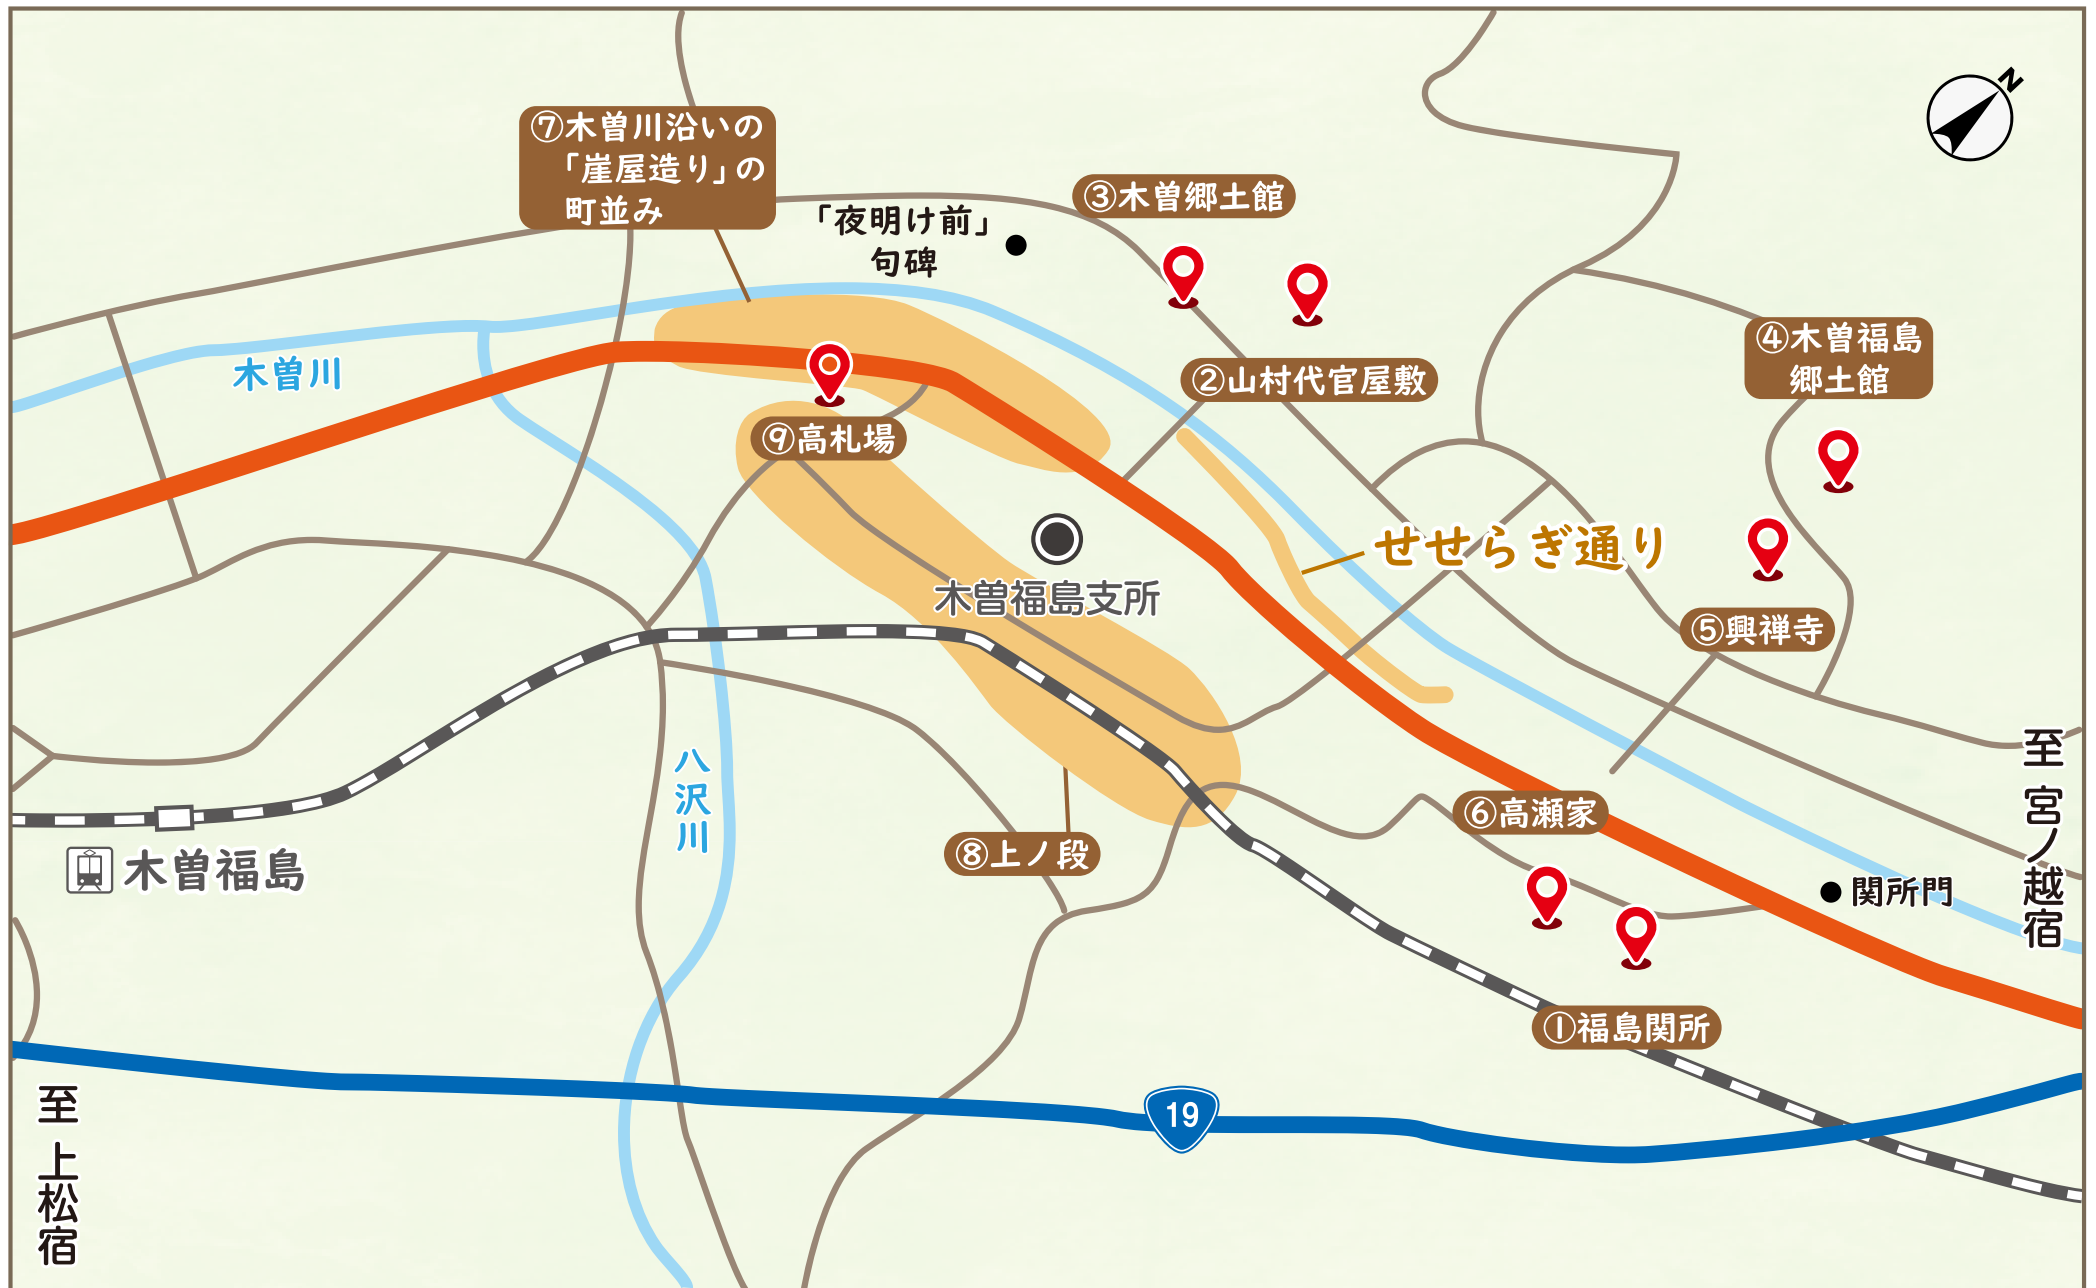 N
⑦木曽川沿いの
「崖屋造り」の
町並み
③木曽郷土館
「夜明け前」
句碑
④木曽福島
郷土館
木曽川
②山村代官屋敷
⑨高札場
せせらぎ通り
木曽福島支所
⑤興禅寺
至 宮ノ越宿
八沢川
⑥高瀬家
⑧上ノ段
木曽福島
関所門
①福島関所
至 上松宿
19